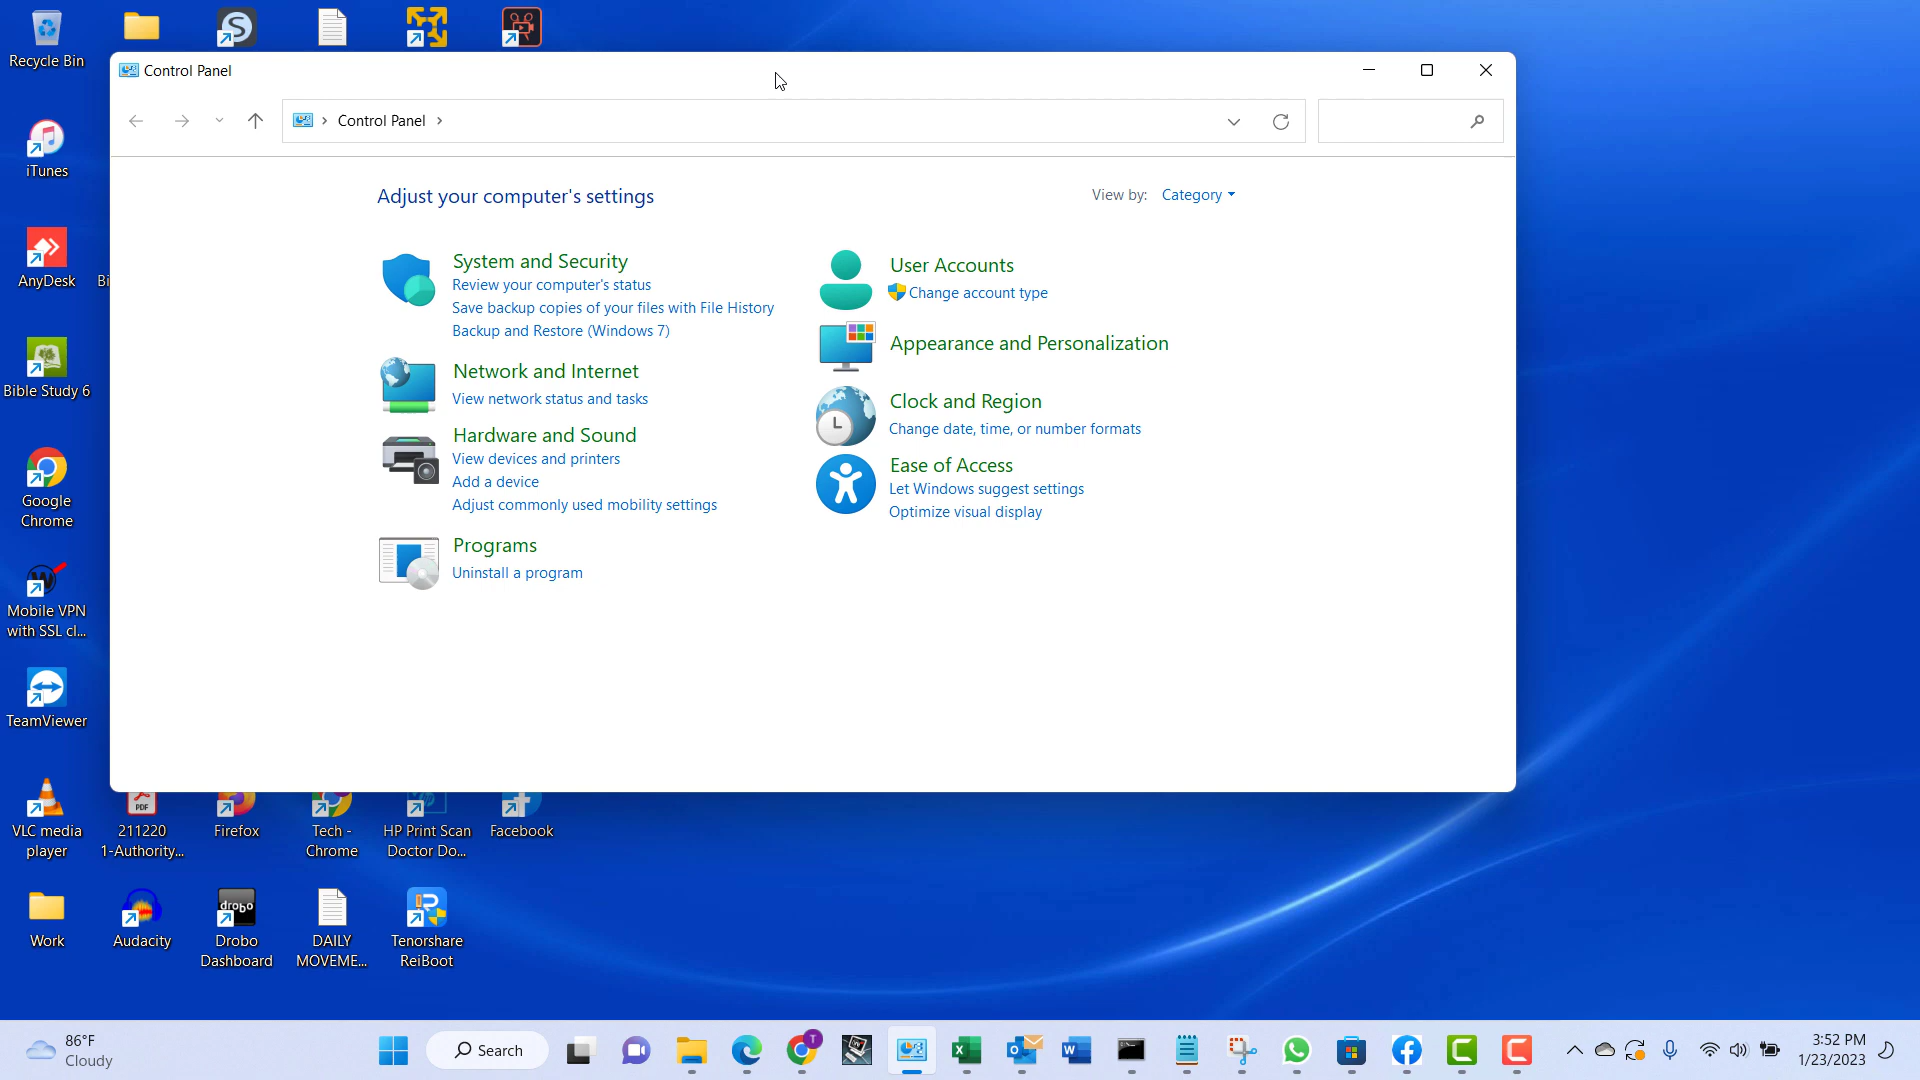 Recycle Bin
Control Panel
Control Panel
Adjust your computer's settings
View by: Category
System and Security
Review your computer's status
Save backup copies of your files with File History
Backup and Restore (Windows 7)
Network and Internet
View network status and tasks
Hardware and Sound
View devices and printers
Add a device
Adjust commonly used mobility settings
Programs
Uninstall a program
User Accounts
Change account type
Appearance and Personalization
Clock and Region
Change date, time, or number formats
Ease of Access
Let Windows suggest settings
Optimize visual display
iTunes
AnyDesk
Bi
Bible Study 6
Google
Chrome
Mobile VPN
with SSL cl...
TeamViewer
VLC media
player
PDF
211220
1-Authority...
Firefox
Tech -
Chrome
HP Print Scan
Doctor Do...
Facebook
Work
Audacity
drobo
Drobo
Dashboard
DAILY
MOVEME...
Tenorshare
ReiBoot
86°F
Cloudy
Search
T
3:52 PM
1/23/2023